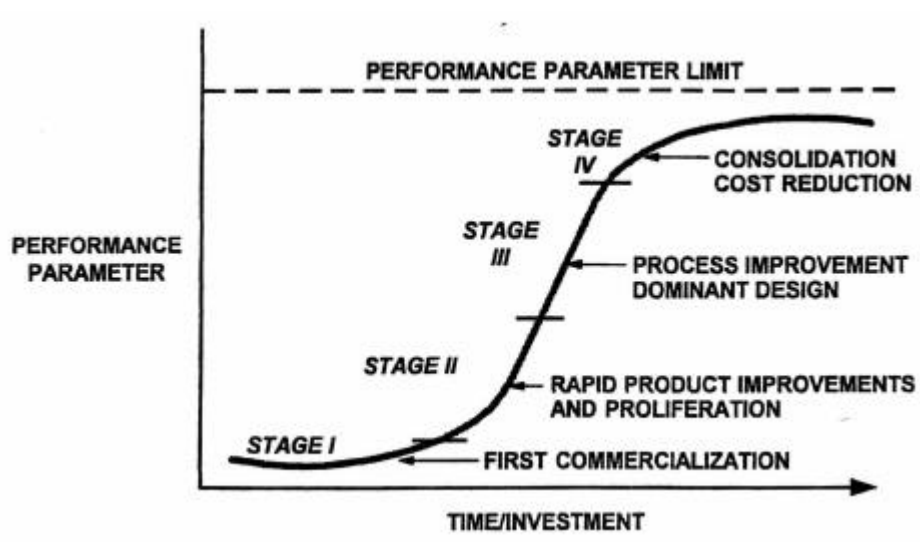 PERFORMANCE PARAMETER LIMIT
STAGE
IV
CONSOLIDATION
COST REDUCTION
STAGE
III
PERFORMANCE
PARAMETER
PROCESS IMPROVEMENT
DOMINANT DESIGN
STAGE II
RAPID PRODUCT IMPROVEMENTS
AND PROLIFERATION
STAGE I
FIRST COMMERCIALIZATION
TIME/INVESTMENT